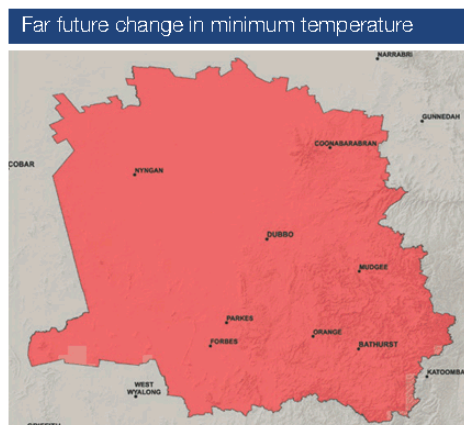 Far future change in minimum temperature
NARRABRI
GUNNEDAH
COONABARABRAN
COBAR
NYNGAN
DUBBO
MUDGEE
PARKES
ORANGE
FORBES
BATHURST
KATOOMBA
WEST
WYALONG
GRIFFITH